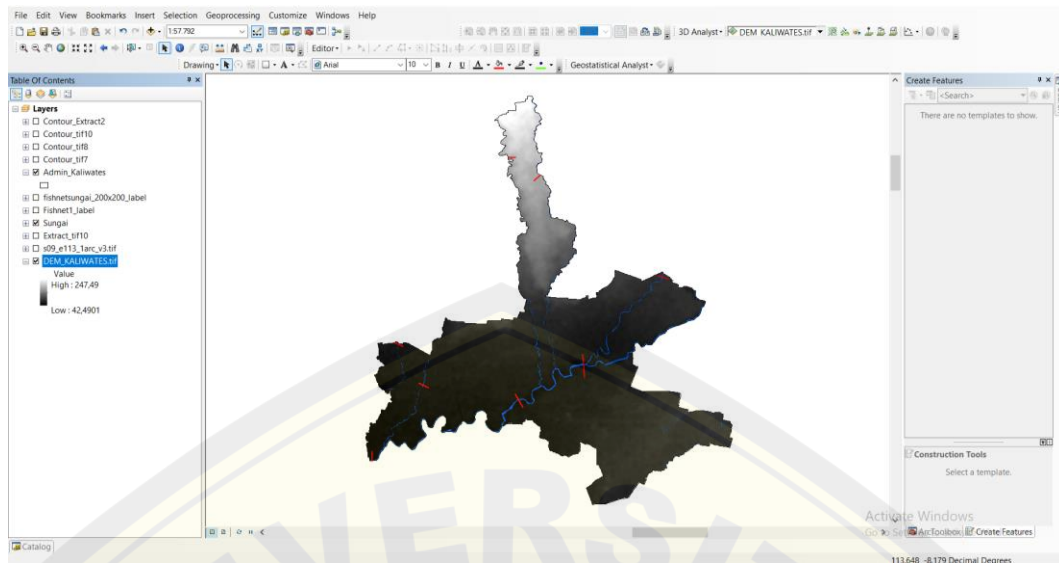 File Edit View Bookmarks Insert Selection Geoprocessing Customize Windows Help
1:57.792
3D Analyst DEM KALIWATES.tif
Editor
Drawing A Arial 10 B I U A Geostatistical Analyst
Table Of Contents
Layers
Contour_Extract2
Contour_tif10
Contour_tif8
Contour_tif7
Admin_Kaliwates
fishnetsungai_200x200_label
Fishnet1_label
Sungai
Extract_tif10
s09_e113_1arc_v3.tif
DEM_KALIWATES.tif
Value
High : 247,49
Low : 42,4901
Create Features
<Search>
There are no templates to show.
Construction Tools
Select a template.
Activate Windows
ArcToolbox Create Features
Catalog
113,648 -8,179 Decimal Degrees
UNIVERSI